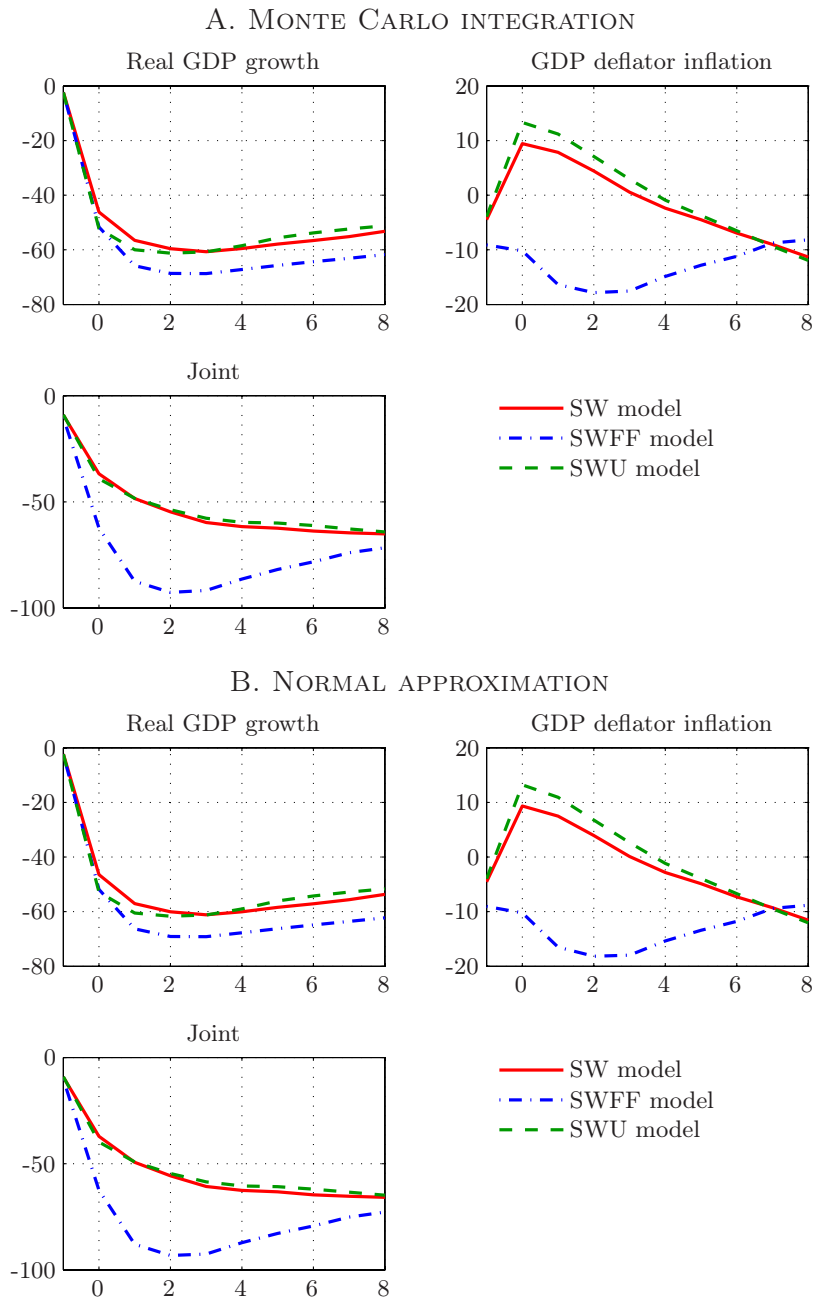 A. Monte Carlo integration
Real GDP growth
GDP deflator inflation
0
-20
-40
-60
-80
0 2 4 6 8
20
10
0
-10
-20
0 2 4 6 8
Joint
0
-50
-100
0 2 4 6 8
SW model
SWFF model
SWU model
B. Normal approximation
Real GDP growth
GDP deflator inflation
0
-20
-40
-60
-80
0 2 4 6 8
20
10
0
-10
-20
0 2 4 6 8
Joint
0
-50
-100
0 2 4 6 8
SW model
SWFF model
SWU model